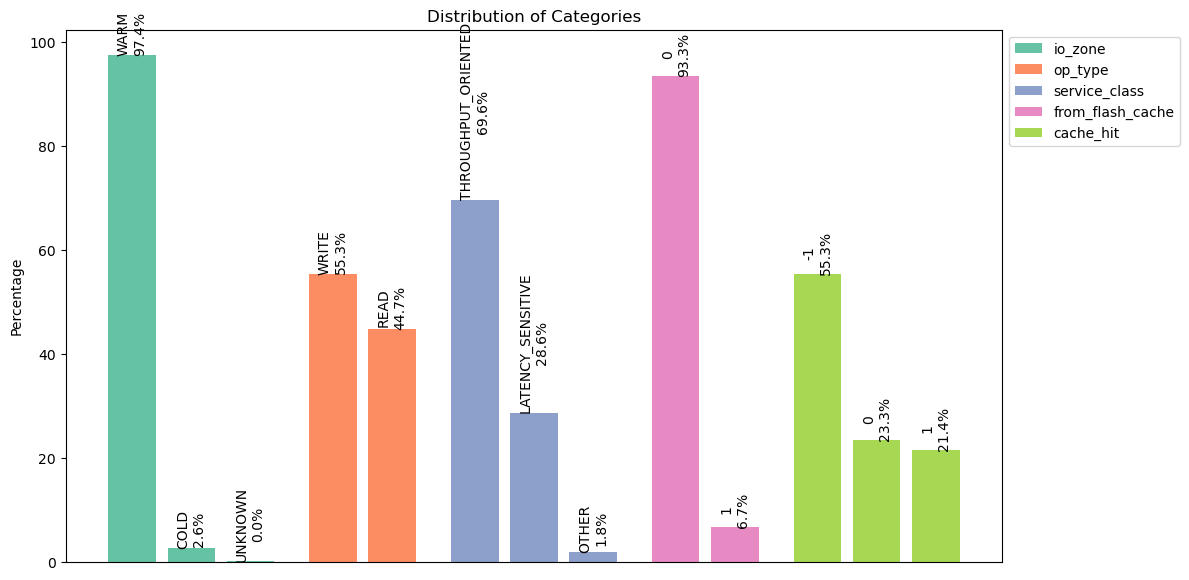 Distribution of Categories
Percentage
100
80
60
40
20
0
WARM
97.4%
COLD
2.6%
UNKNOWN
0.0%
WRITE
55.3%
READ
44.7%
THROUGHPUT_ORIENTED
69.6%
LATENCY_SENSITIVE
28.6%
OTHER
1.8%
0
93.3%
1
6.7%
-1
55.3%
0
23.3%
1
21.4%
io_zone
op_type
service_class
from_flash_cache
cache_hit